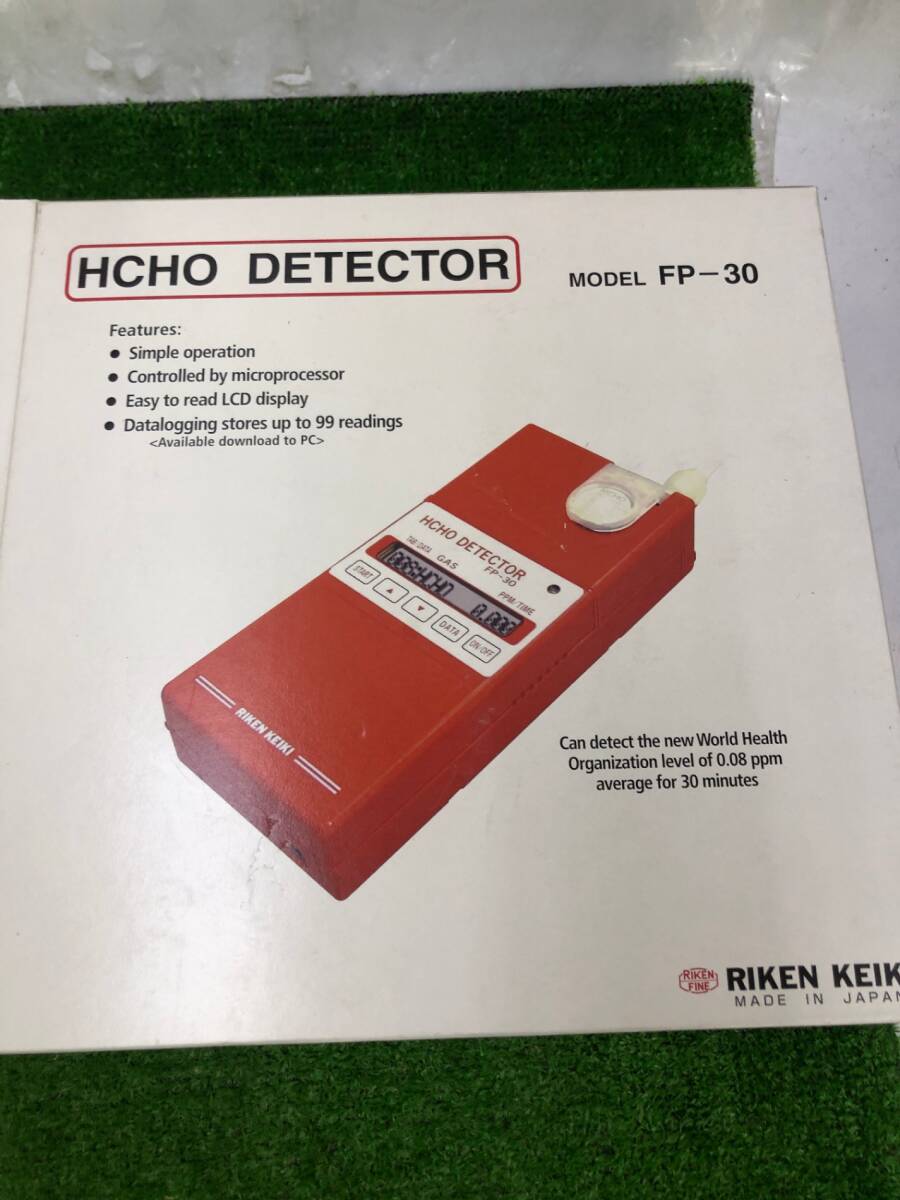 HCHO DETECTOR
MODEL FP-30
Features:
● Simple operation
● Controlled by microprocessor
● Easy to read LCD display
● Datalogging stores up to 99 readings
<Available download to PC>
HCHO DETECTOR
TAB·DATA GAS FP-30 PPM/TIME
HCHO
START ▲ ▼ DATA ON/OFF
RIKEN KEIKI
Can detect the new World Health
Organization level of 0.08 ppm
average for 30 minutes
RIKEN
FINE
RIKEN KEIK
MADE IN JAPAN